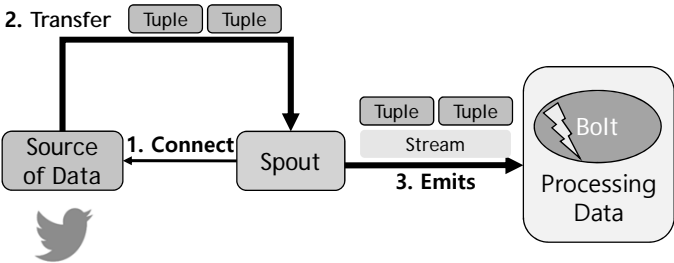 2. Transfer
Tuple
Tuple
Source
of Data
1. Connect
Spout
Tuple
Tuple
Stream
3. Emits
Bolt
Processing
Data